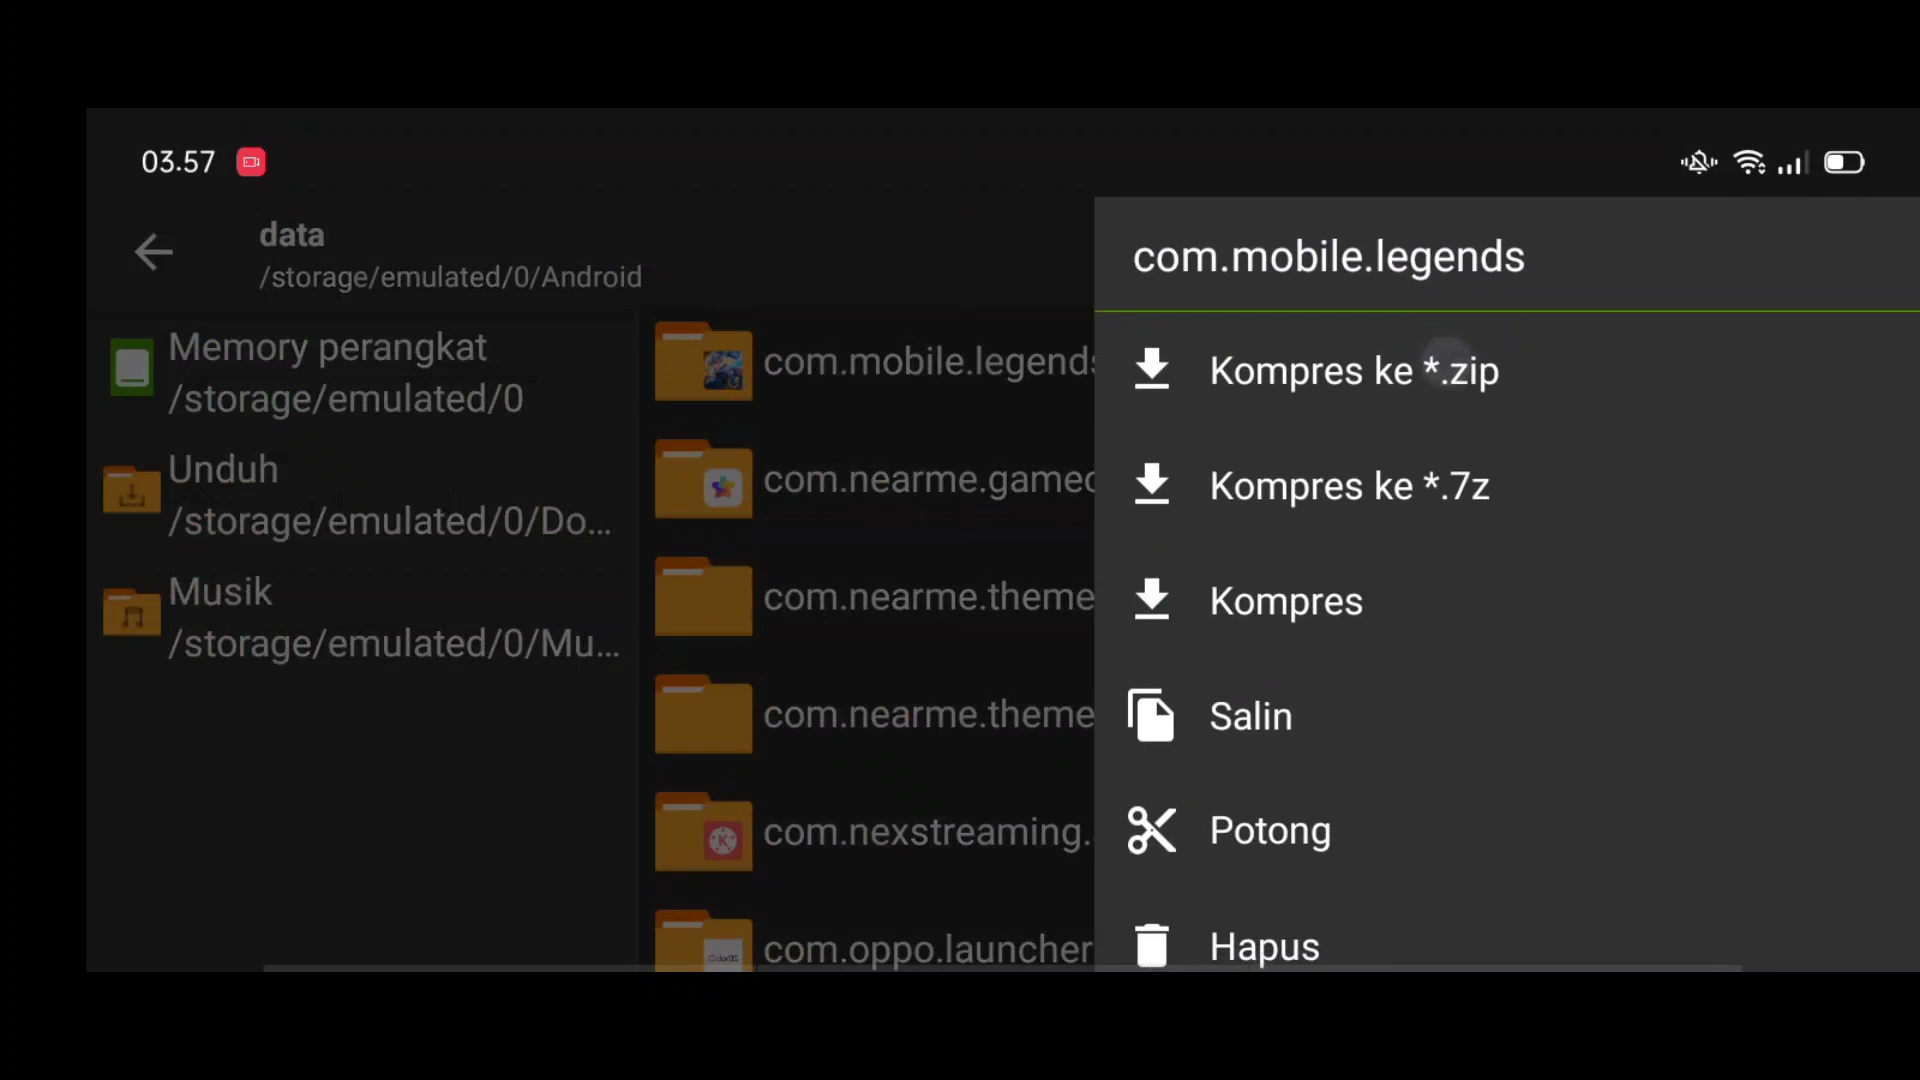 03.57
data
/storage/emulated/0/Android
Memory perangkat
/storage/emulated/0
Unduh
/storage/emulated/0/Do...
Musik
/storage/emulated/0/Mu...
com.mobile.legends
com.nearme.gamec
com.nearme.theme
com.nearme.theme
com.nexstreaming.
com.oppo.launcher
ColorOS
com.mobile.legends
Kompres ke *.zip
Kompres ke *.7z
Kompres
Salin
Potong
Hapus